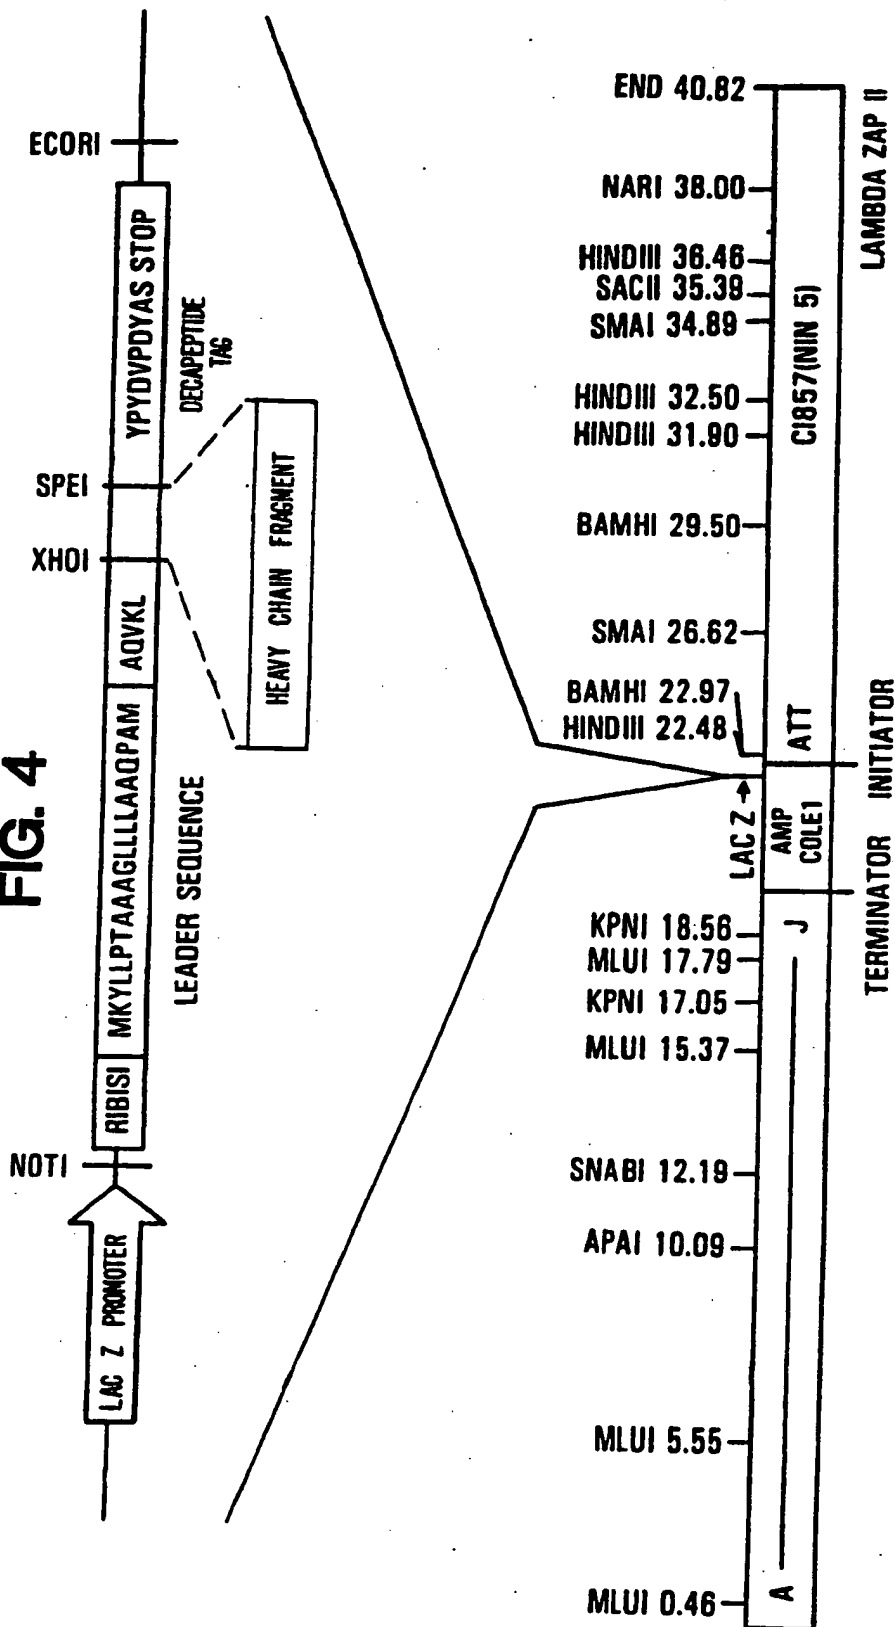 FIG. 4
LAC Z PROMOTER
NOTI
RIBISI
MKYLLPTAAAGLLLLAAQPAM
AQVKL
XHOI
SPEI
YPYDVPDYAS STOP
ECORI
LEADER SEQUENCE
DECAPEPTIDE
TAG
HEAVY CHAIN FRAGMENT
END 40.82
NARI 38.00
HINDIII 36.46
SACII 35.39
SMAI 34.89
HINDIII 32.50
HINDIII 31.90
BAMHI 29.50
SMAI 26.62
BAMHI 22.97
HINDIII 22.48
LAC Z
KPNI 18.56
MLUI 17.79
KPNI 17.05
MLUI 15.37
SNABI 12.19
APAI 10.09
MLUI 5.55
MLUI 0.46
A
J
AMP
COLE1
ATT
CI857(NIN 5)
TERMINATOR
INITIATOR
LAMBDA ZAP II